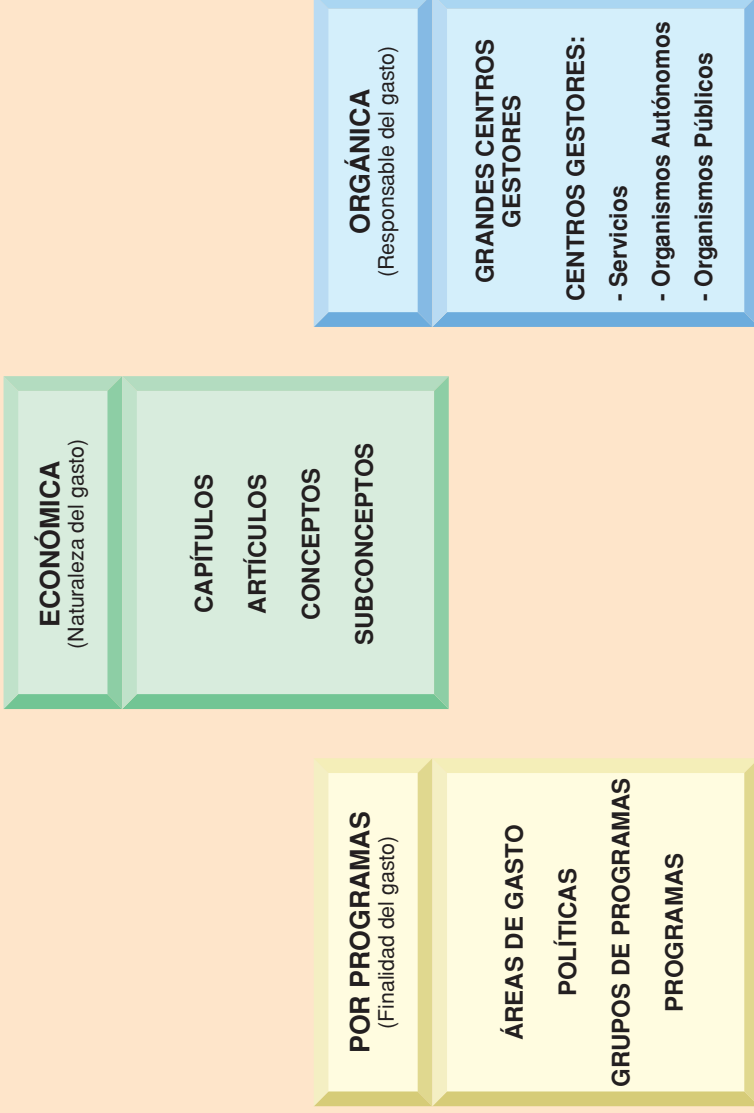 POR PROGRAMAS
(Finalidad del gasto)
ÁREAS DE GASTO
POLÍTICAS
GRUPOS DE PROGRAMAS
PROGRAMAS
ECONÓMICA
(Naturaleza del gasto)
CAPÍTULOS
ARTÍCULOS
CONCEPTOS
SUBCONCEPTOS
ORGÁNICA
(Responsable del gasto)
GRANDES CENTROS
GESTORES
CENTROS GESTORES:
- Servicios
- Organismos Autónomos
- Organismos Públicos